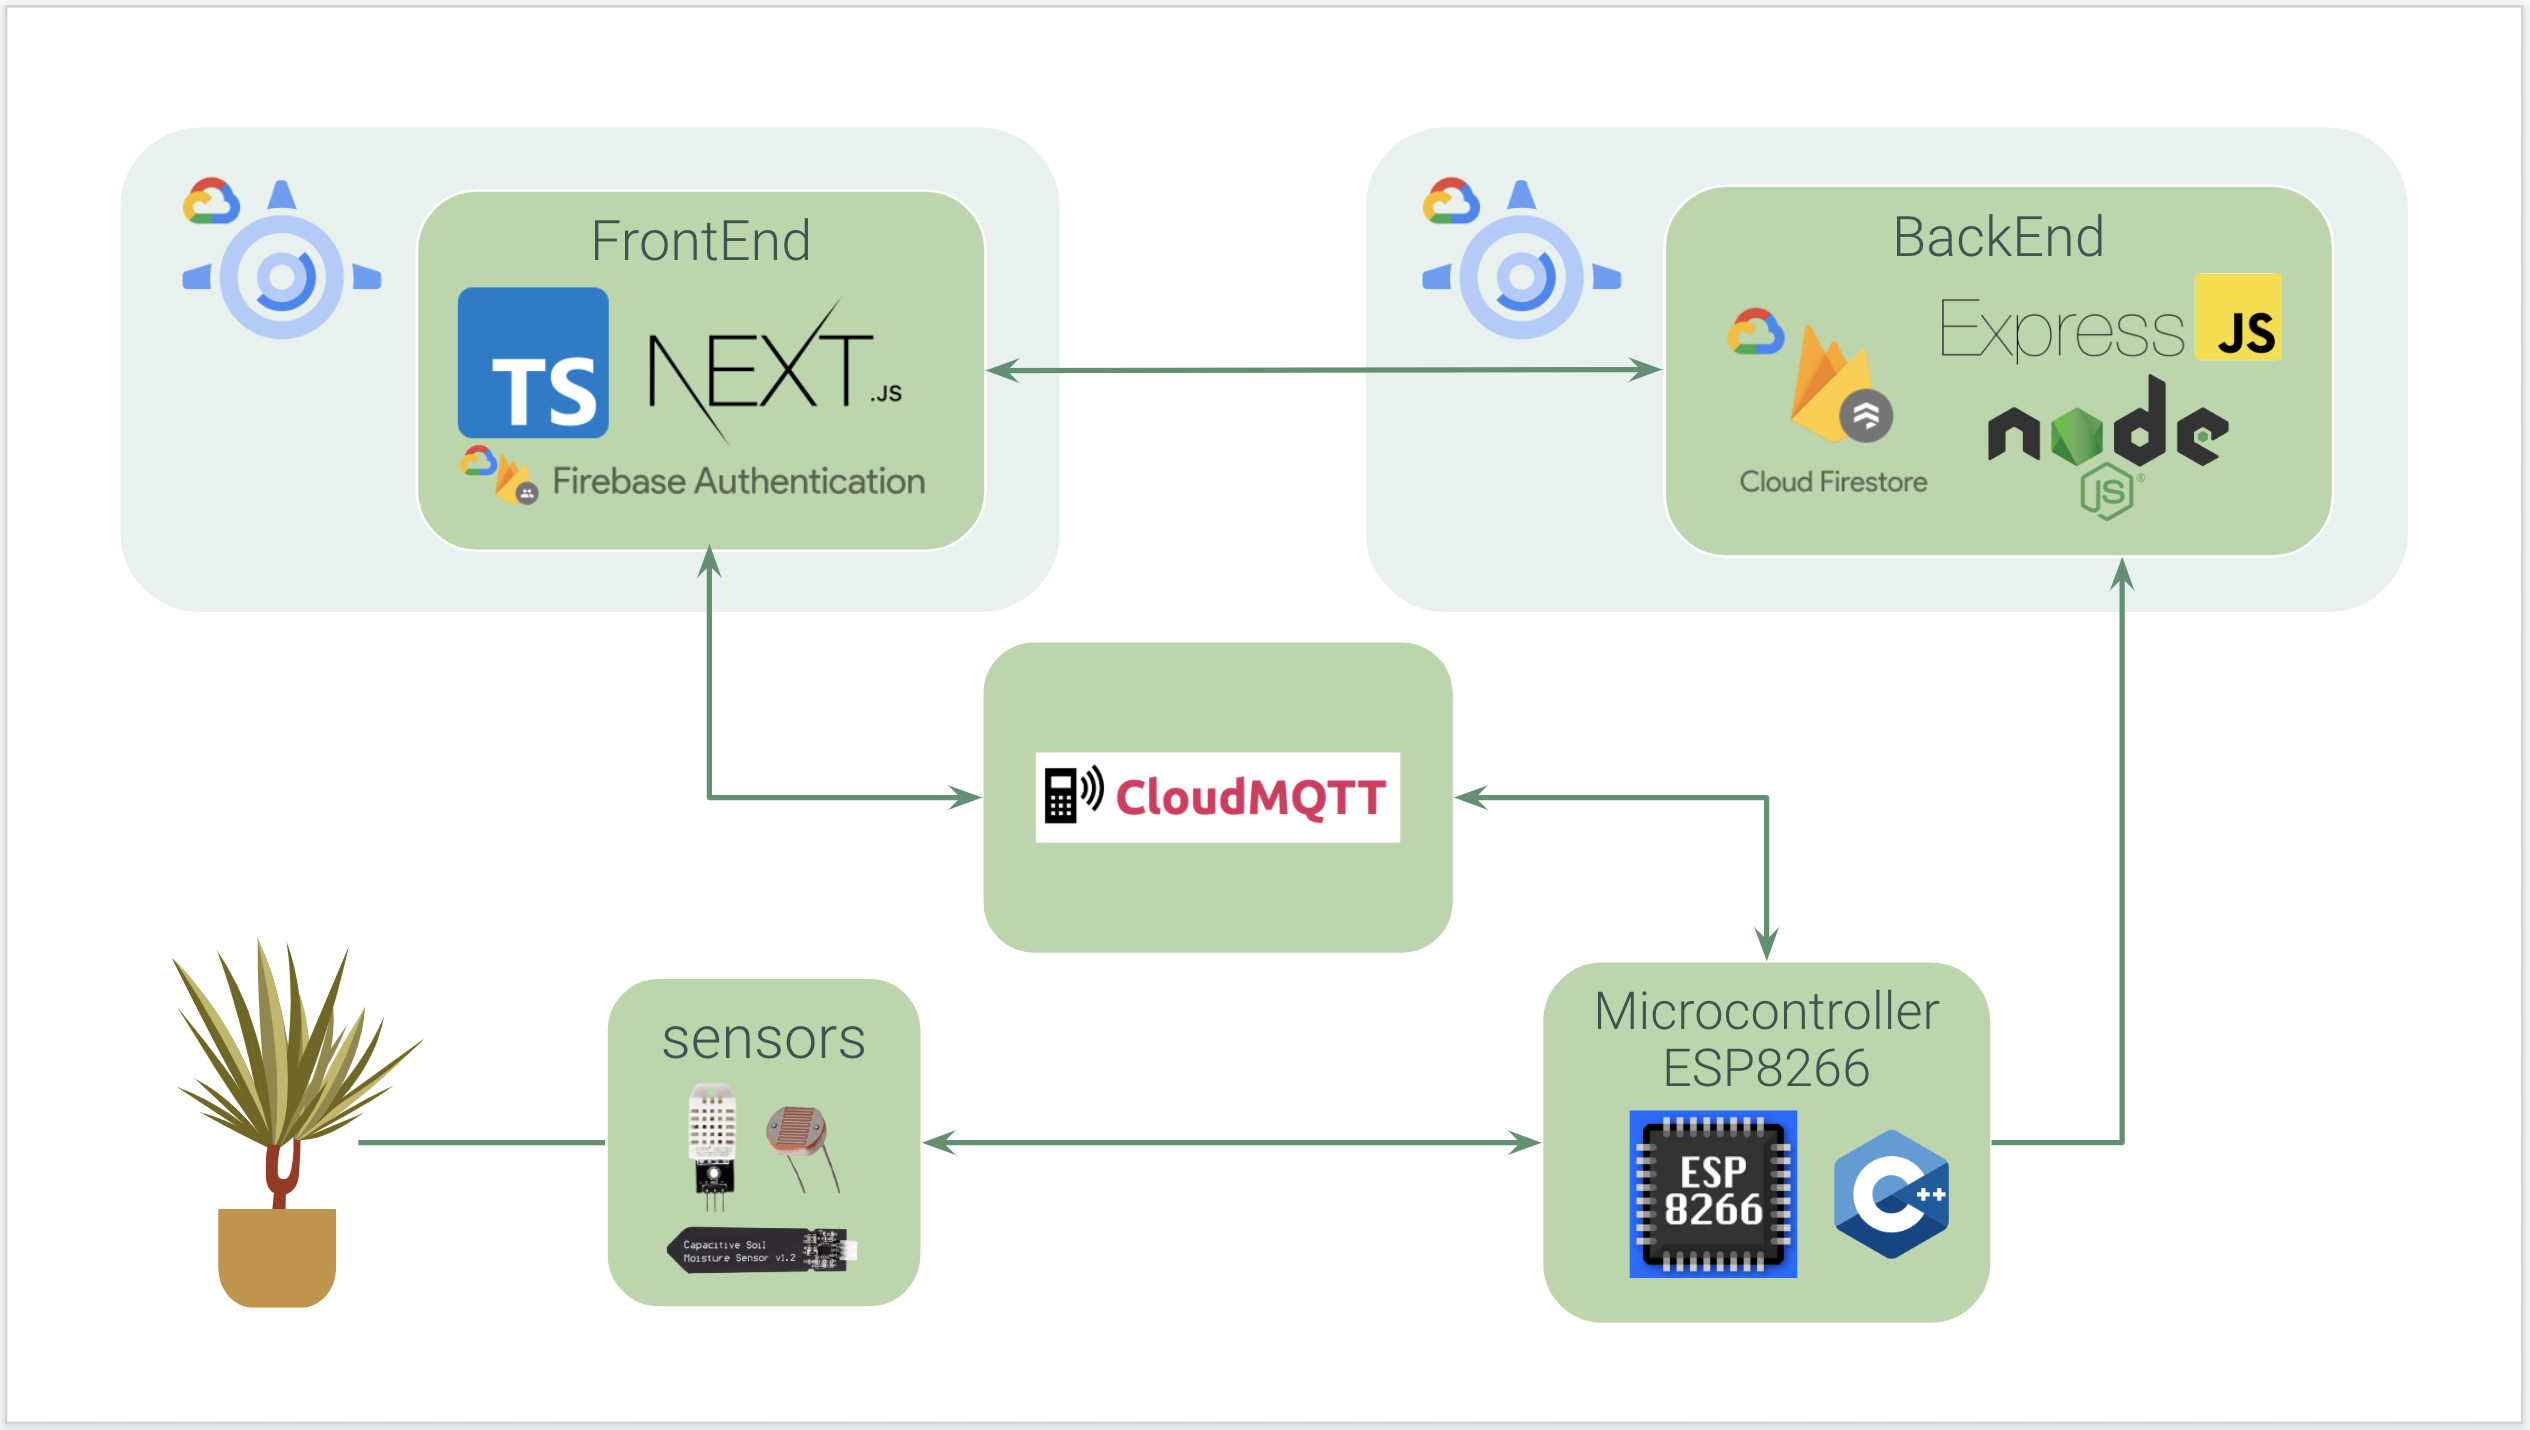 FrontEnd
TS
NEXT.JS
Firebase Authentication
BackEnd
Express JS
Cloud Firestore
node
JS®
CloudMQTT
sensors
Capacitive Soil
Moisture Sensor v1.2
Microcontroller
ESP8266
ESP
8266
C++